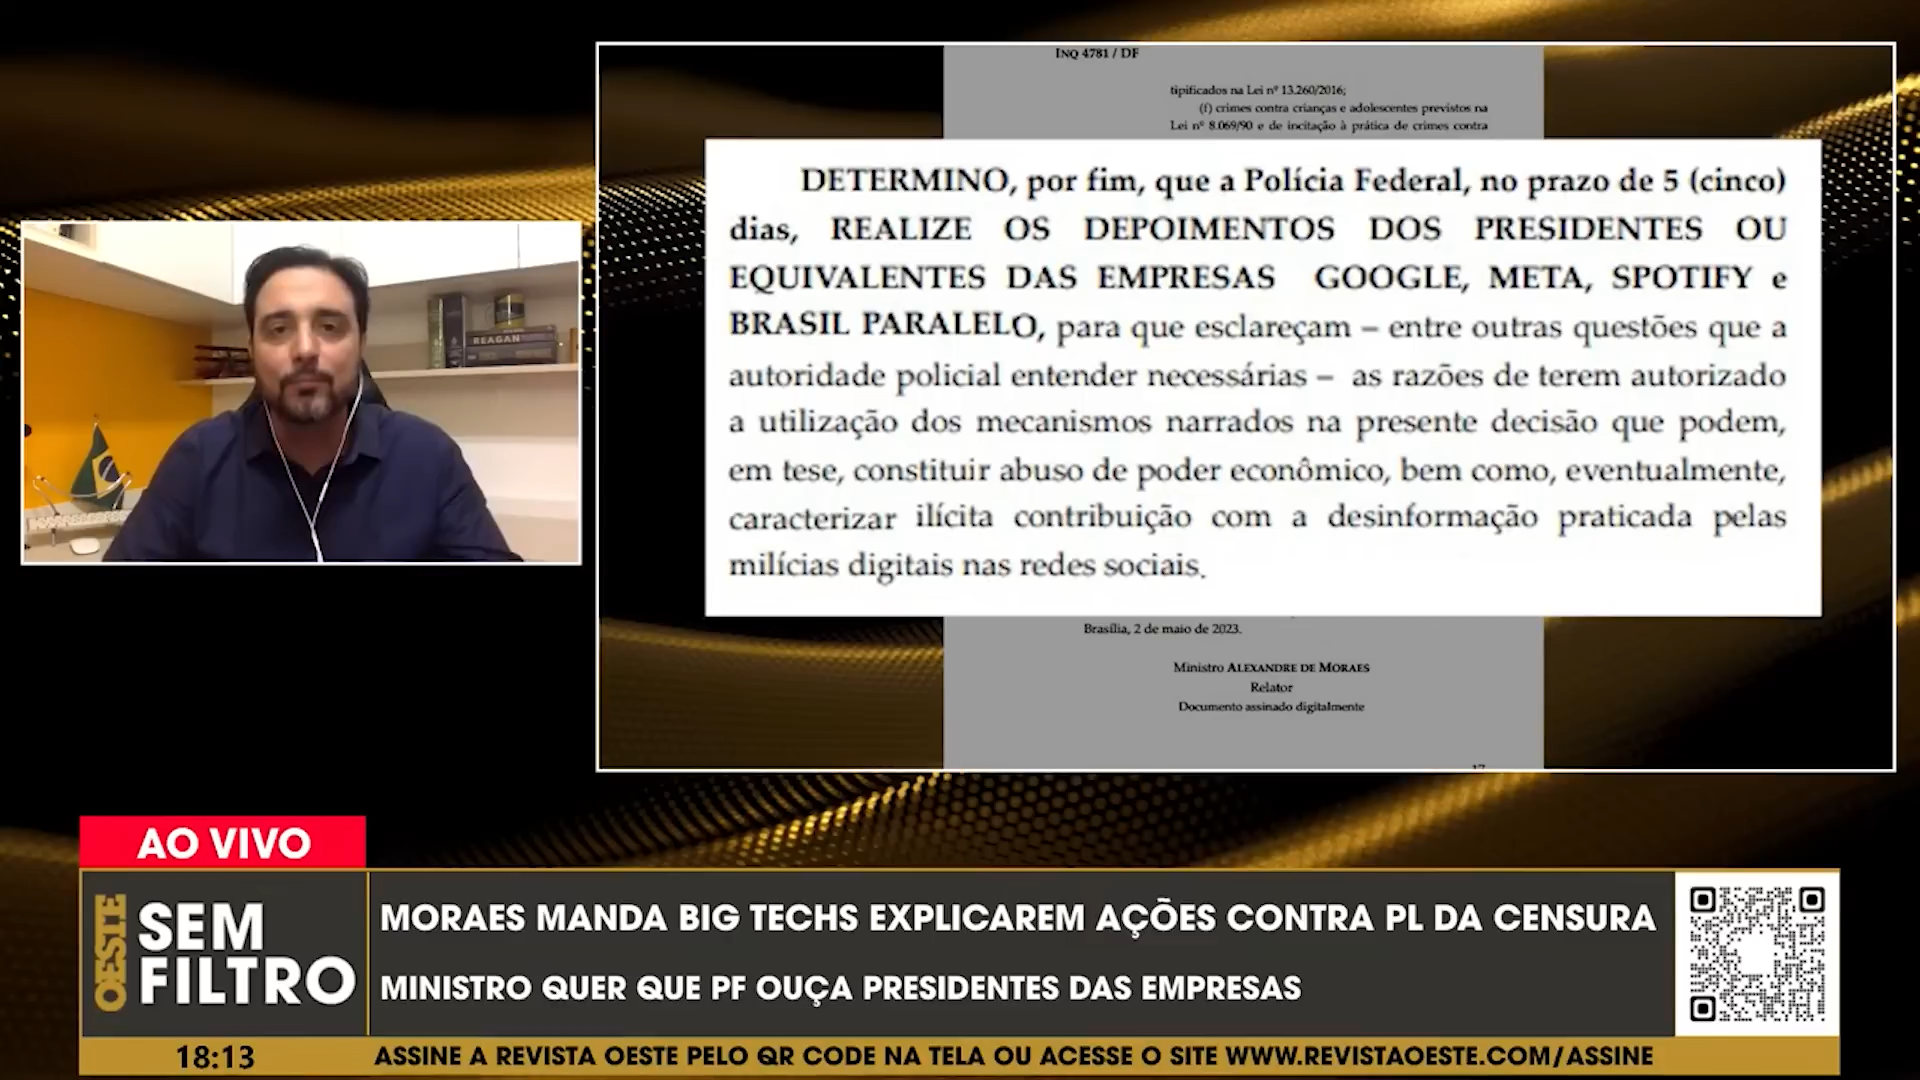 INQ 4781 / DF
tipificados na Lei nº 13.260/2016;
(f) crimes contra crianças e adolescentes previstos na
Lei nº 8.069/90 e de incitação à prática de crimes contra
DETERMINO, por fim, que a Polícia Federal, no prazo de 5 (cinco)
dias, REALIZE OS DEPOIMENTOS DOS PRESIDENTES OU
EQUIVALENTES DAS EMPRESAS GOOGLE, META, SPOTIFY e
BRASIL PARALELO, para que esclareçam – entre outras questões que a
autoridade policial entender necessárias – as razões de terem autorizado
a utilização dos mecanismos narrados na presente decisão que podem,
em tese, constituir abuso de poder econômico, bem como, eventualmente,
caracterizar ilícita contribuição com a desinformação praticada pelas
milícias digitais nas redes sociais.
Brasília, 2 de maio de 2023.
Ministro ALEXANDRE DE MORAES
Relator
Documento assinado digitalmente
REAGAN
AO VIVO
OESTE
SEM
FILTRO
MORAES MANDA BIG TECHS EXPLICAREM AÇÕES CONTRA PL DA CENSURA
MINISTRO QUER QUE PF OUÇA PRESIDENTES DAS EMPRESAS
18:13
ASSINE A REVISTA OESTE PELO QR CODE NA TELA OU ACESSE O SITE WWW.REVISTAOESTE.COM/ASSINE